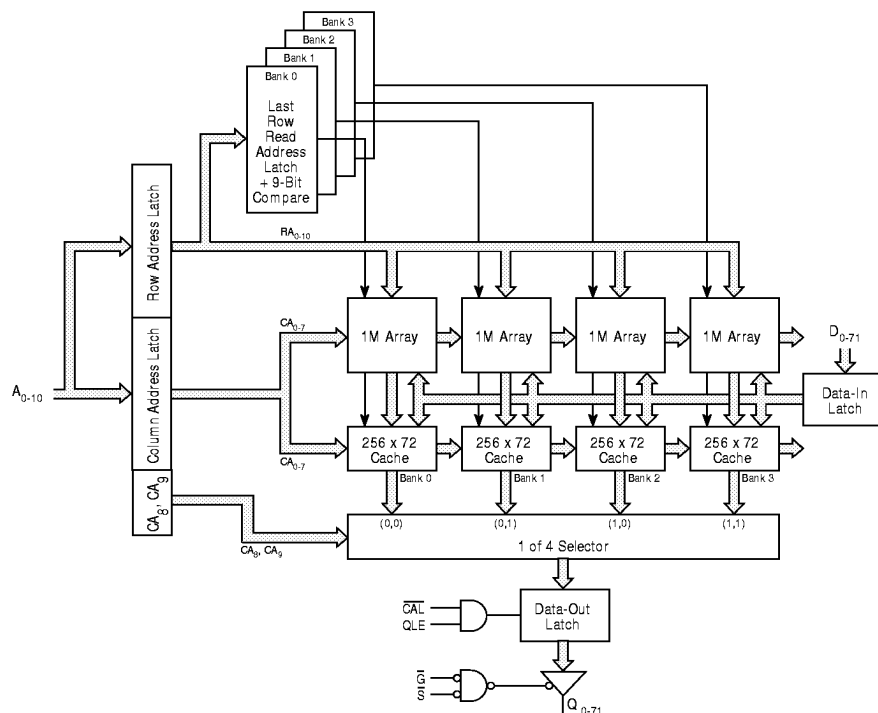 Bank 3
Bank 2
Bank 1
Bank 0
Last
Row
Read
Address
Latch
+ 9-Bit
Compare
Row Address Latch
RA0-10
CA0-7
1M Array
1M Array
1M Array
1M Array
D0-71
A0-10
Column Address Latch
Data-In
Latch
CA0-7
256 x 72
Cache
256 x 72
Cache
256 x 72
Cache
256 x 72
Cache
Bank 0
Bank 1
Bank 2
Bank 3
CA8, CA9
(0,0)
(0,1)
(1,0)
(1,1)
CA8, CA9
1 of 4 Selector
CAL
QLE
Data-Out
Latch
G
S
Q0-71